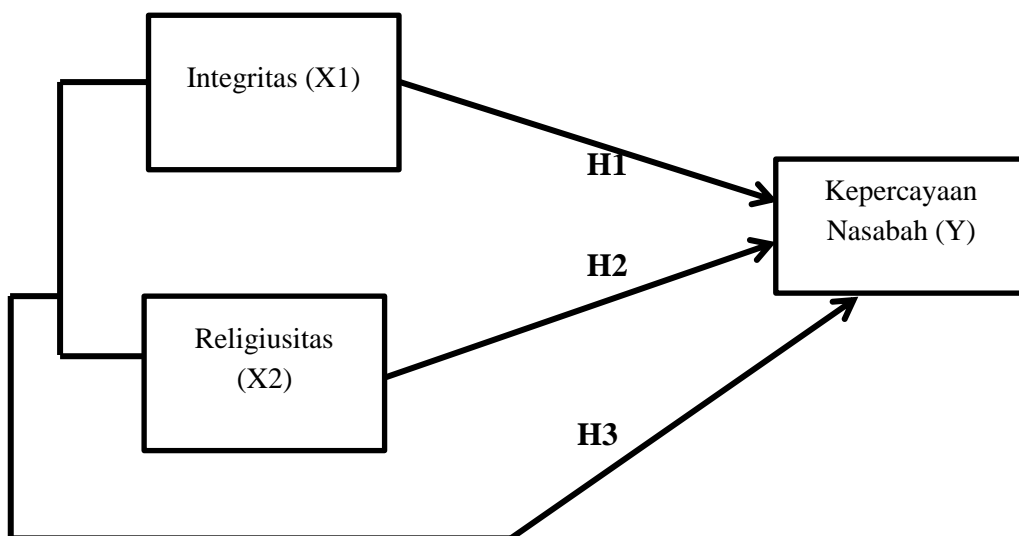 Integritas (X1)
H1
Kepercayaan
Nasabah (Y)
H2
Religiusitas
(X2)
H3